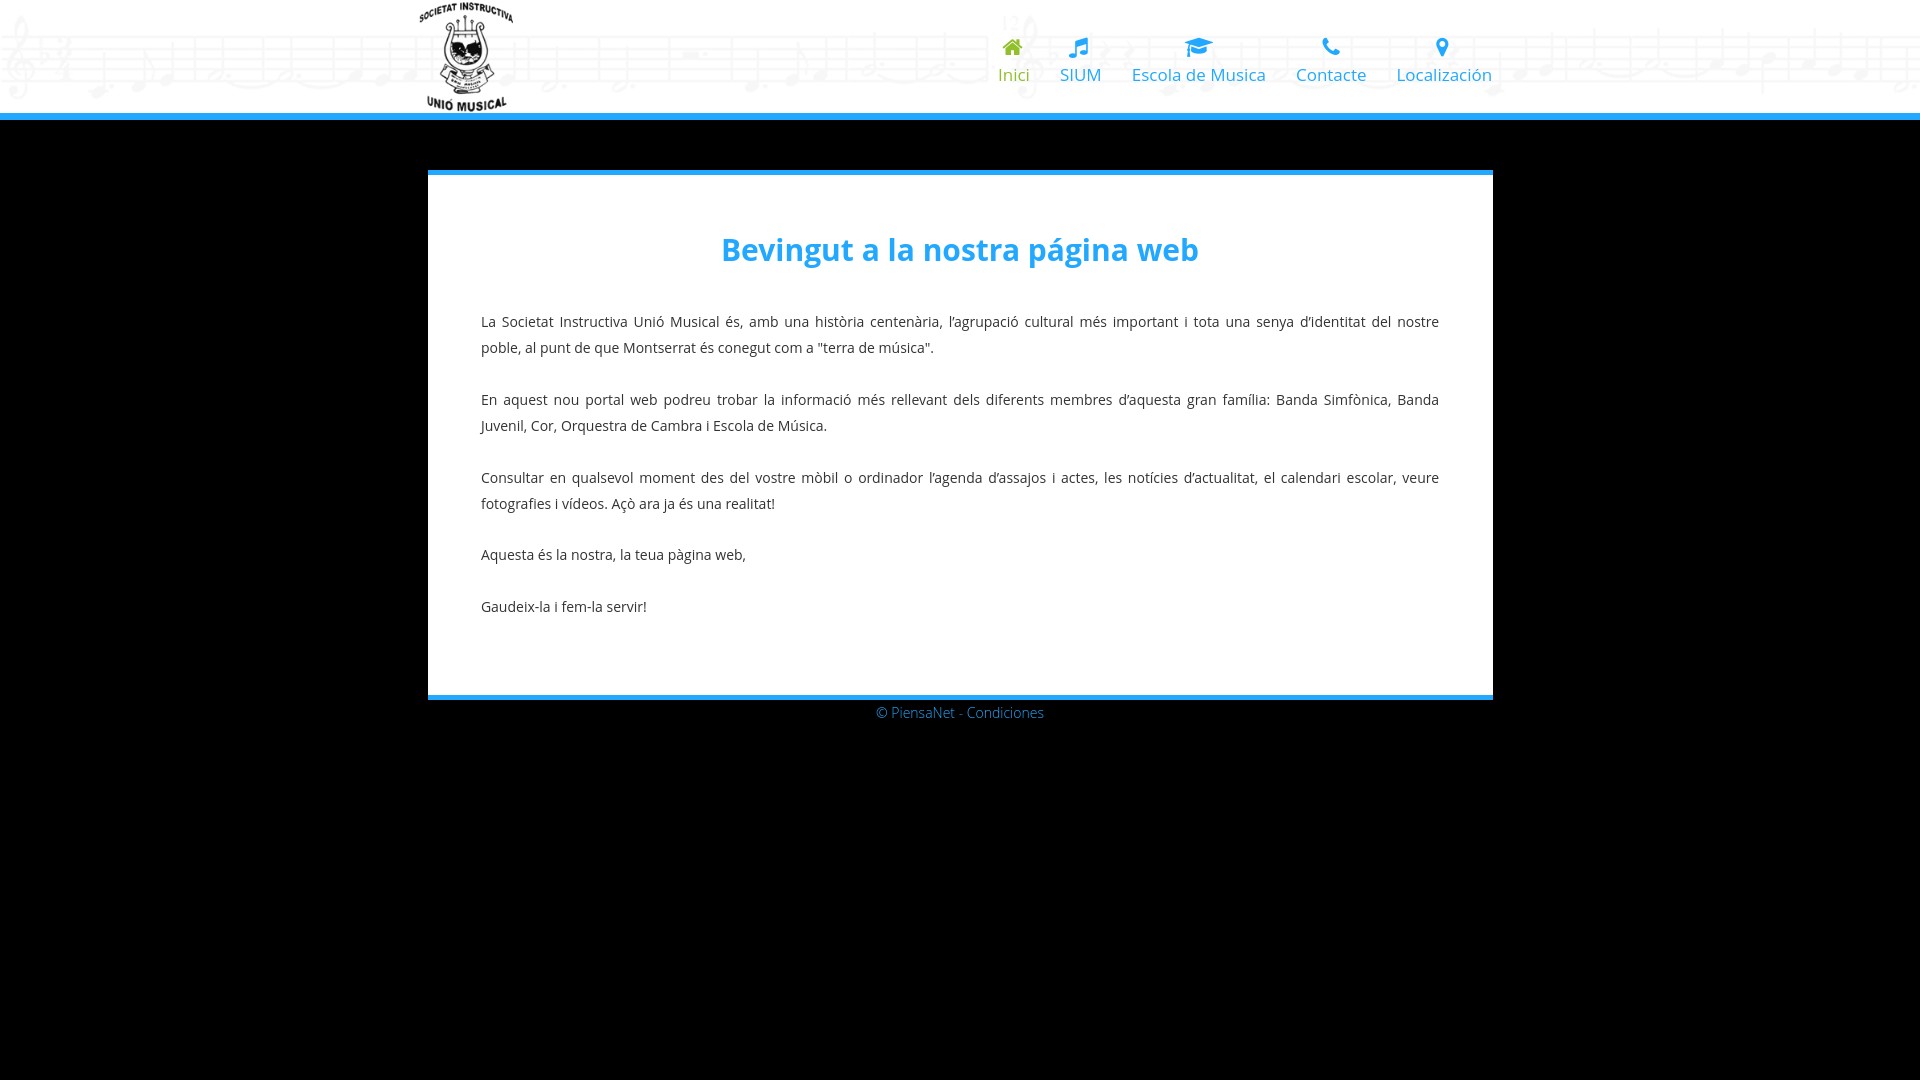 SOCIETAT INSTRUCTIVA
UNIÓ MUSICAL
Inici
SIUM
Escola de Musica
Contacte
Localización
Bevingut a la nostra página web
La Societat Instructiva Unió Musical és, amb una història centenària, l’agrupació cultural més important i tota una senya d’identitat del nostre
poble, al punt de que Montserrat és conegut com a "terra de música".
En aquest nou portal web podreu trobar la informació més rellevant dels diferents membres d’aquesta gran família: Banda Simfònica, Banda
Juvenil, Cor, Orquestra de Cambra i Escola de Música.
Consultar en qualsevol moment des del vostre mòbil o ordinador l’agenda d’assajos i actes, les notícies d’actualitat, el calendari escolar, veure
fotografies i vídeos. Açò ara ja és una realitat!
Aquesta és la nostra, la teua pàgina web,
Gaudeix-la i fem-la servir!
© PiensaNet - Condiciones